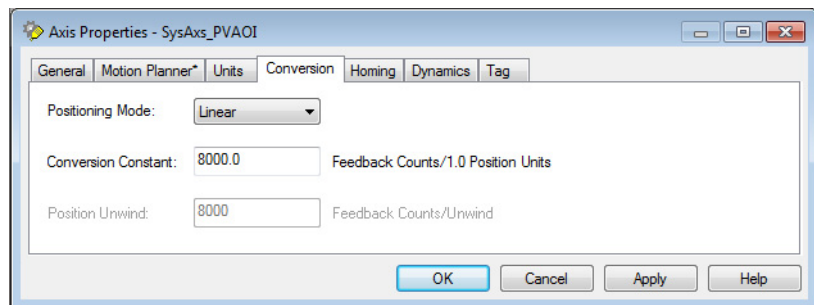 Axis Properties - SysAxs_PVAOI
General Motion Planner* Units Conversion Homing Dynamics Tag
Positioning Mode: Linear
Conversion Constant: 8000.0 Feedback Counts/1.0 Position Units
Position Unwind: 8000 Feedback Counts/Unwind
OK Cancel Apply Help